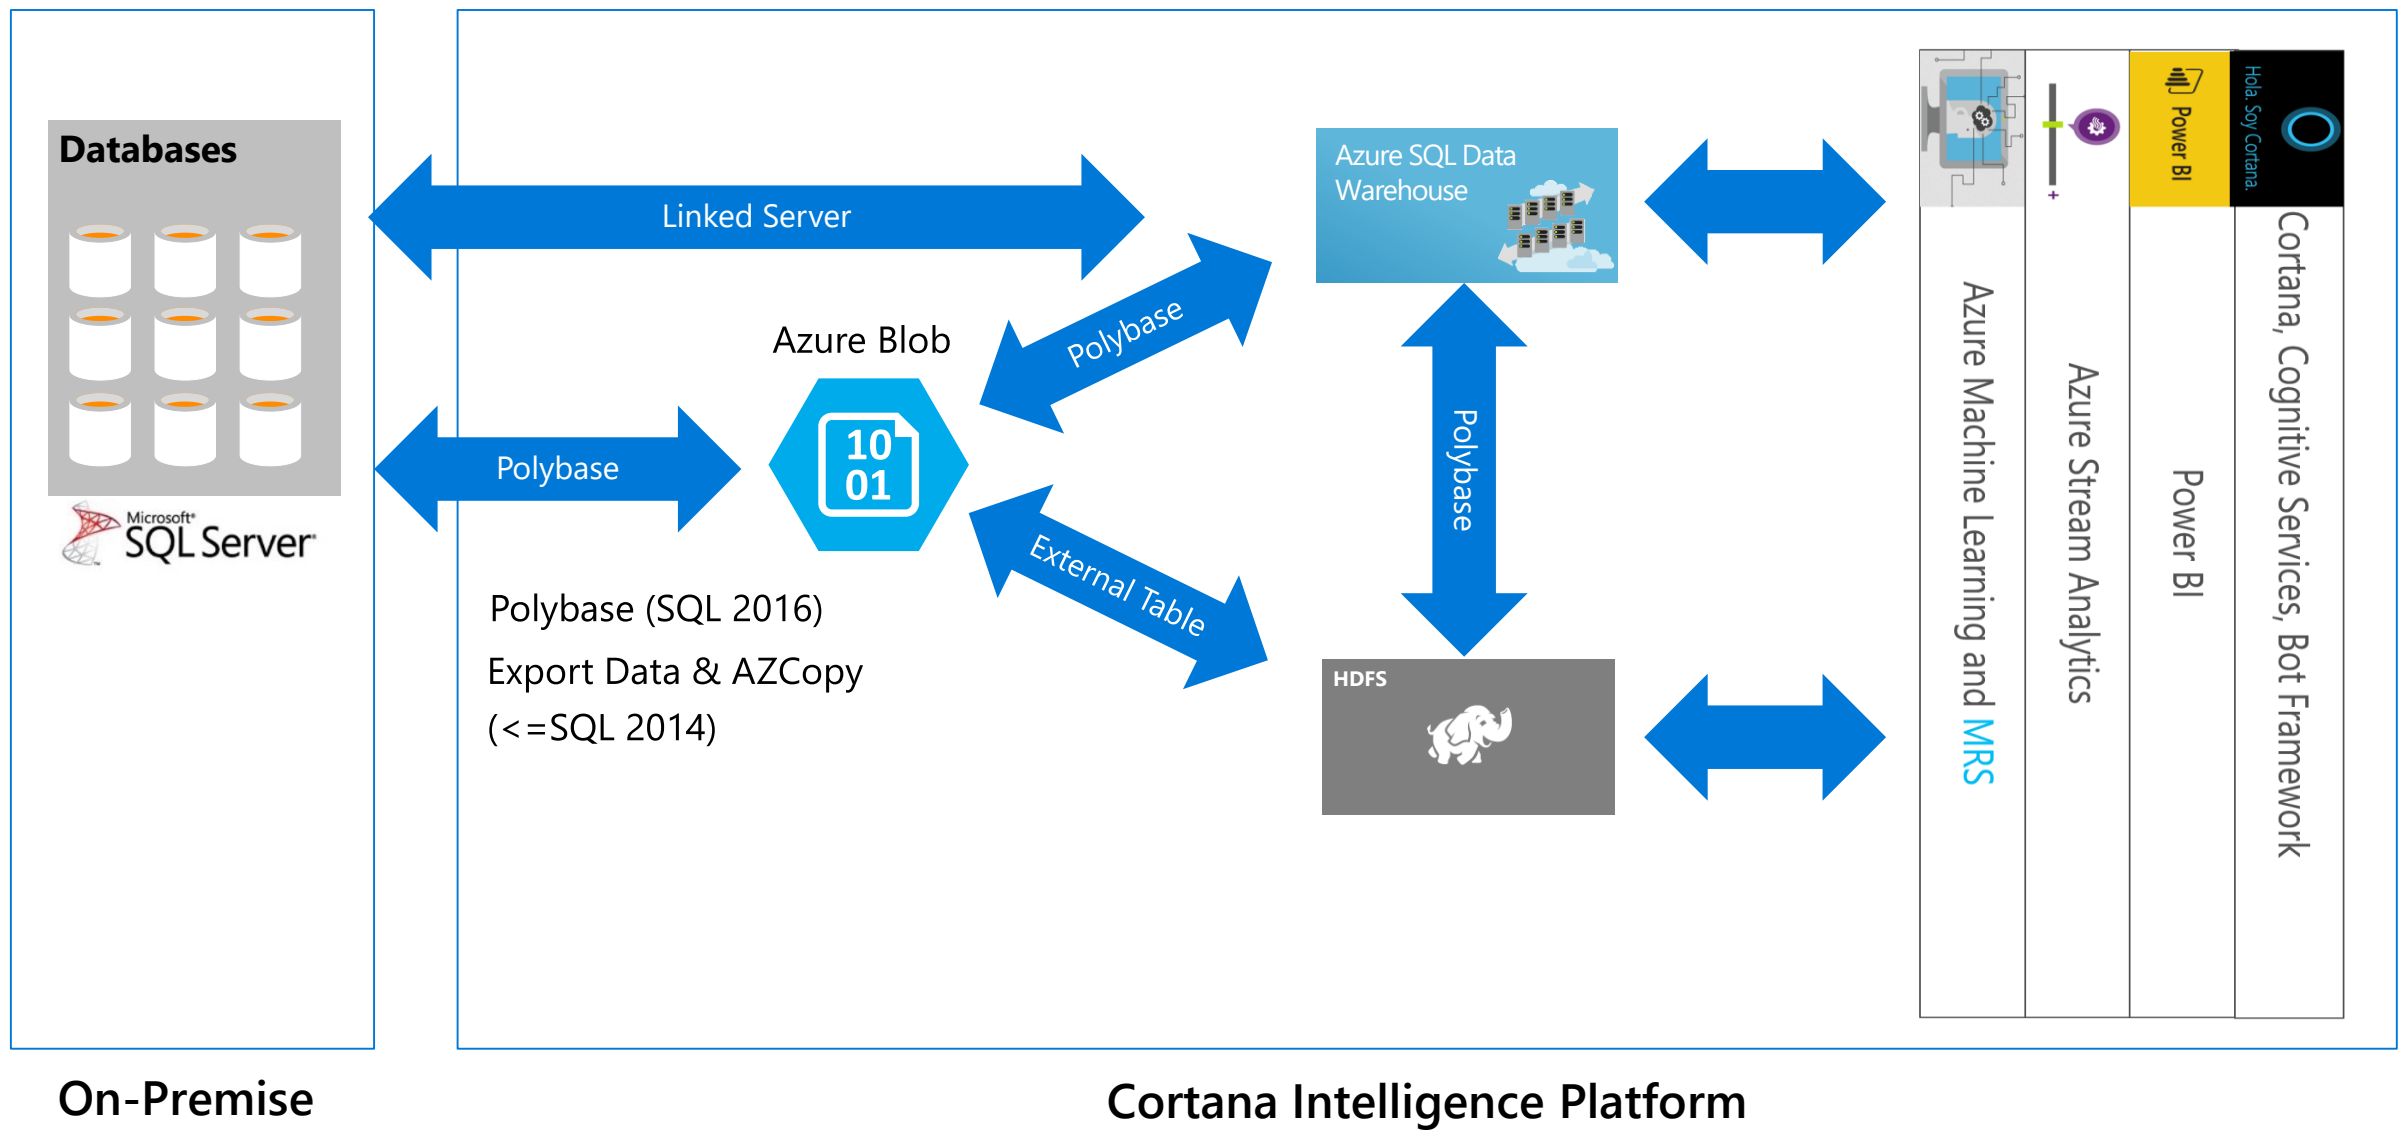 Databases
Microsoft®
SQL Server®
™
Linked Server
Polybase
Azure Blob
10
01
Polybase
External Table
Polybase (SQL 2016)
Export Data & AZCopy
(<=SQL 2014)
Azure SQL Data
Warehouse
Polybase
HDFS
Azure Machine Learning and MRS
+
Azure Stream Analytics
Power BI
Power BI
Hola. Soy Cortana.
Cortana, Cognitive Services, Bot Framework
On-Premise
Cortana Intelligence Platform